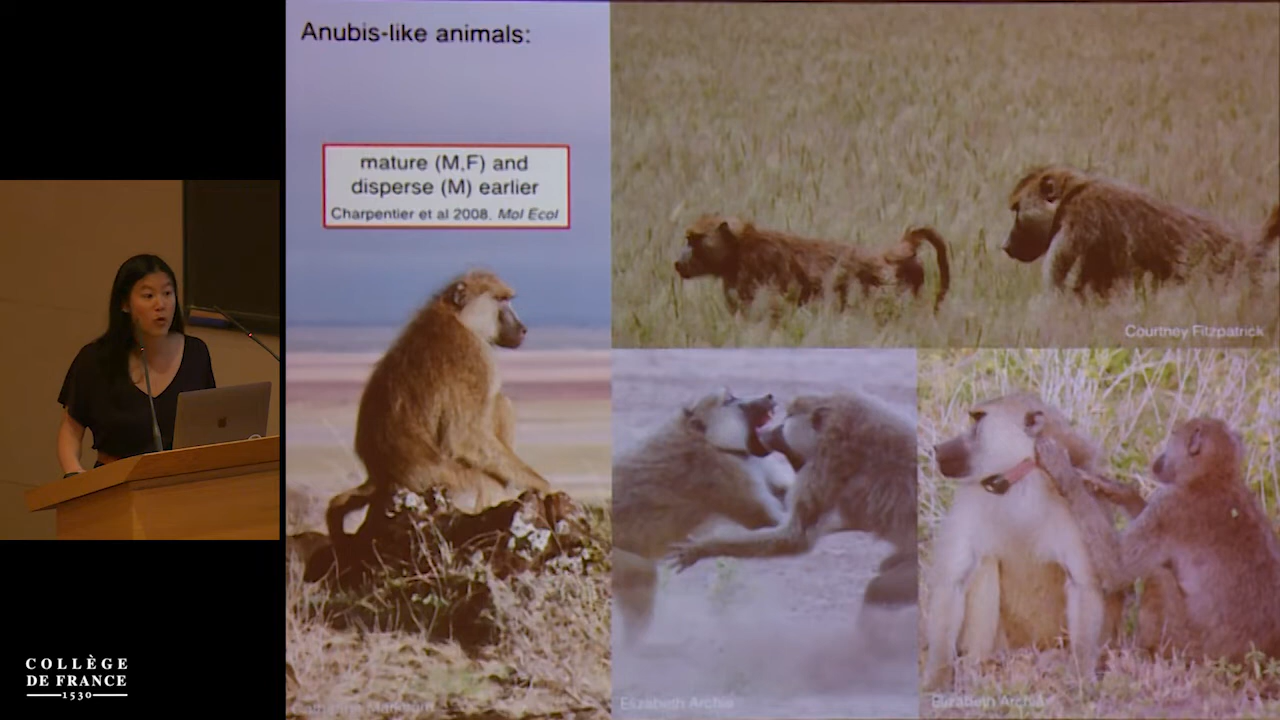 Anubis-like animals:
mature (M,F) and
disperse (M) earlier
Charpentier et al 2008, Mol Ecol
Courtney Fitzpatrick
Elizabeth Archie
Elizabeth Archie
COLLÈGE
DE FRANCE
1530